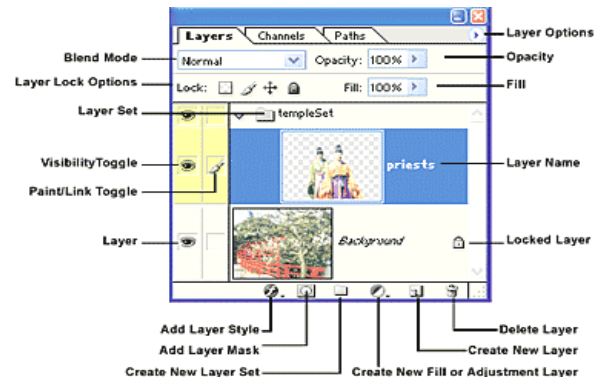 Layers Channels Paths
Layer Options
Blend Mode
Normal Opacity: 100%
Opacity
Layer Lock Options
Lock: Fill: 100%
Fill
Layer Set
templeSet
VisibilityToggle
priests
Layer Name
Paint/Link Toggle
Layer
Background
Locked Layer
Add Layer Style
Delete Layer
Add Layer Mask
Create New Layer
Create New Layer Set
Create New Fill or Adjustment Layer